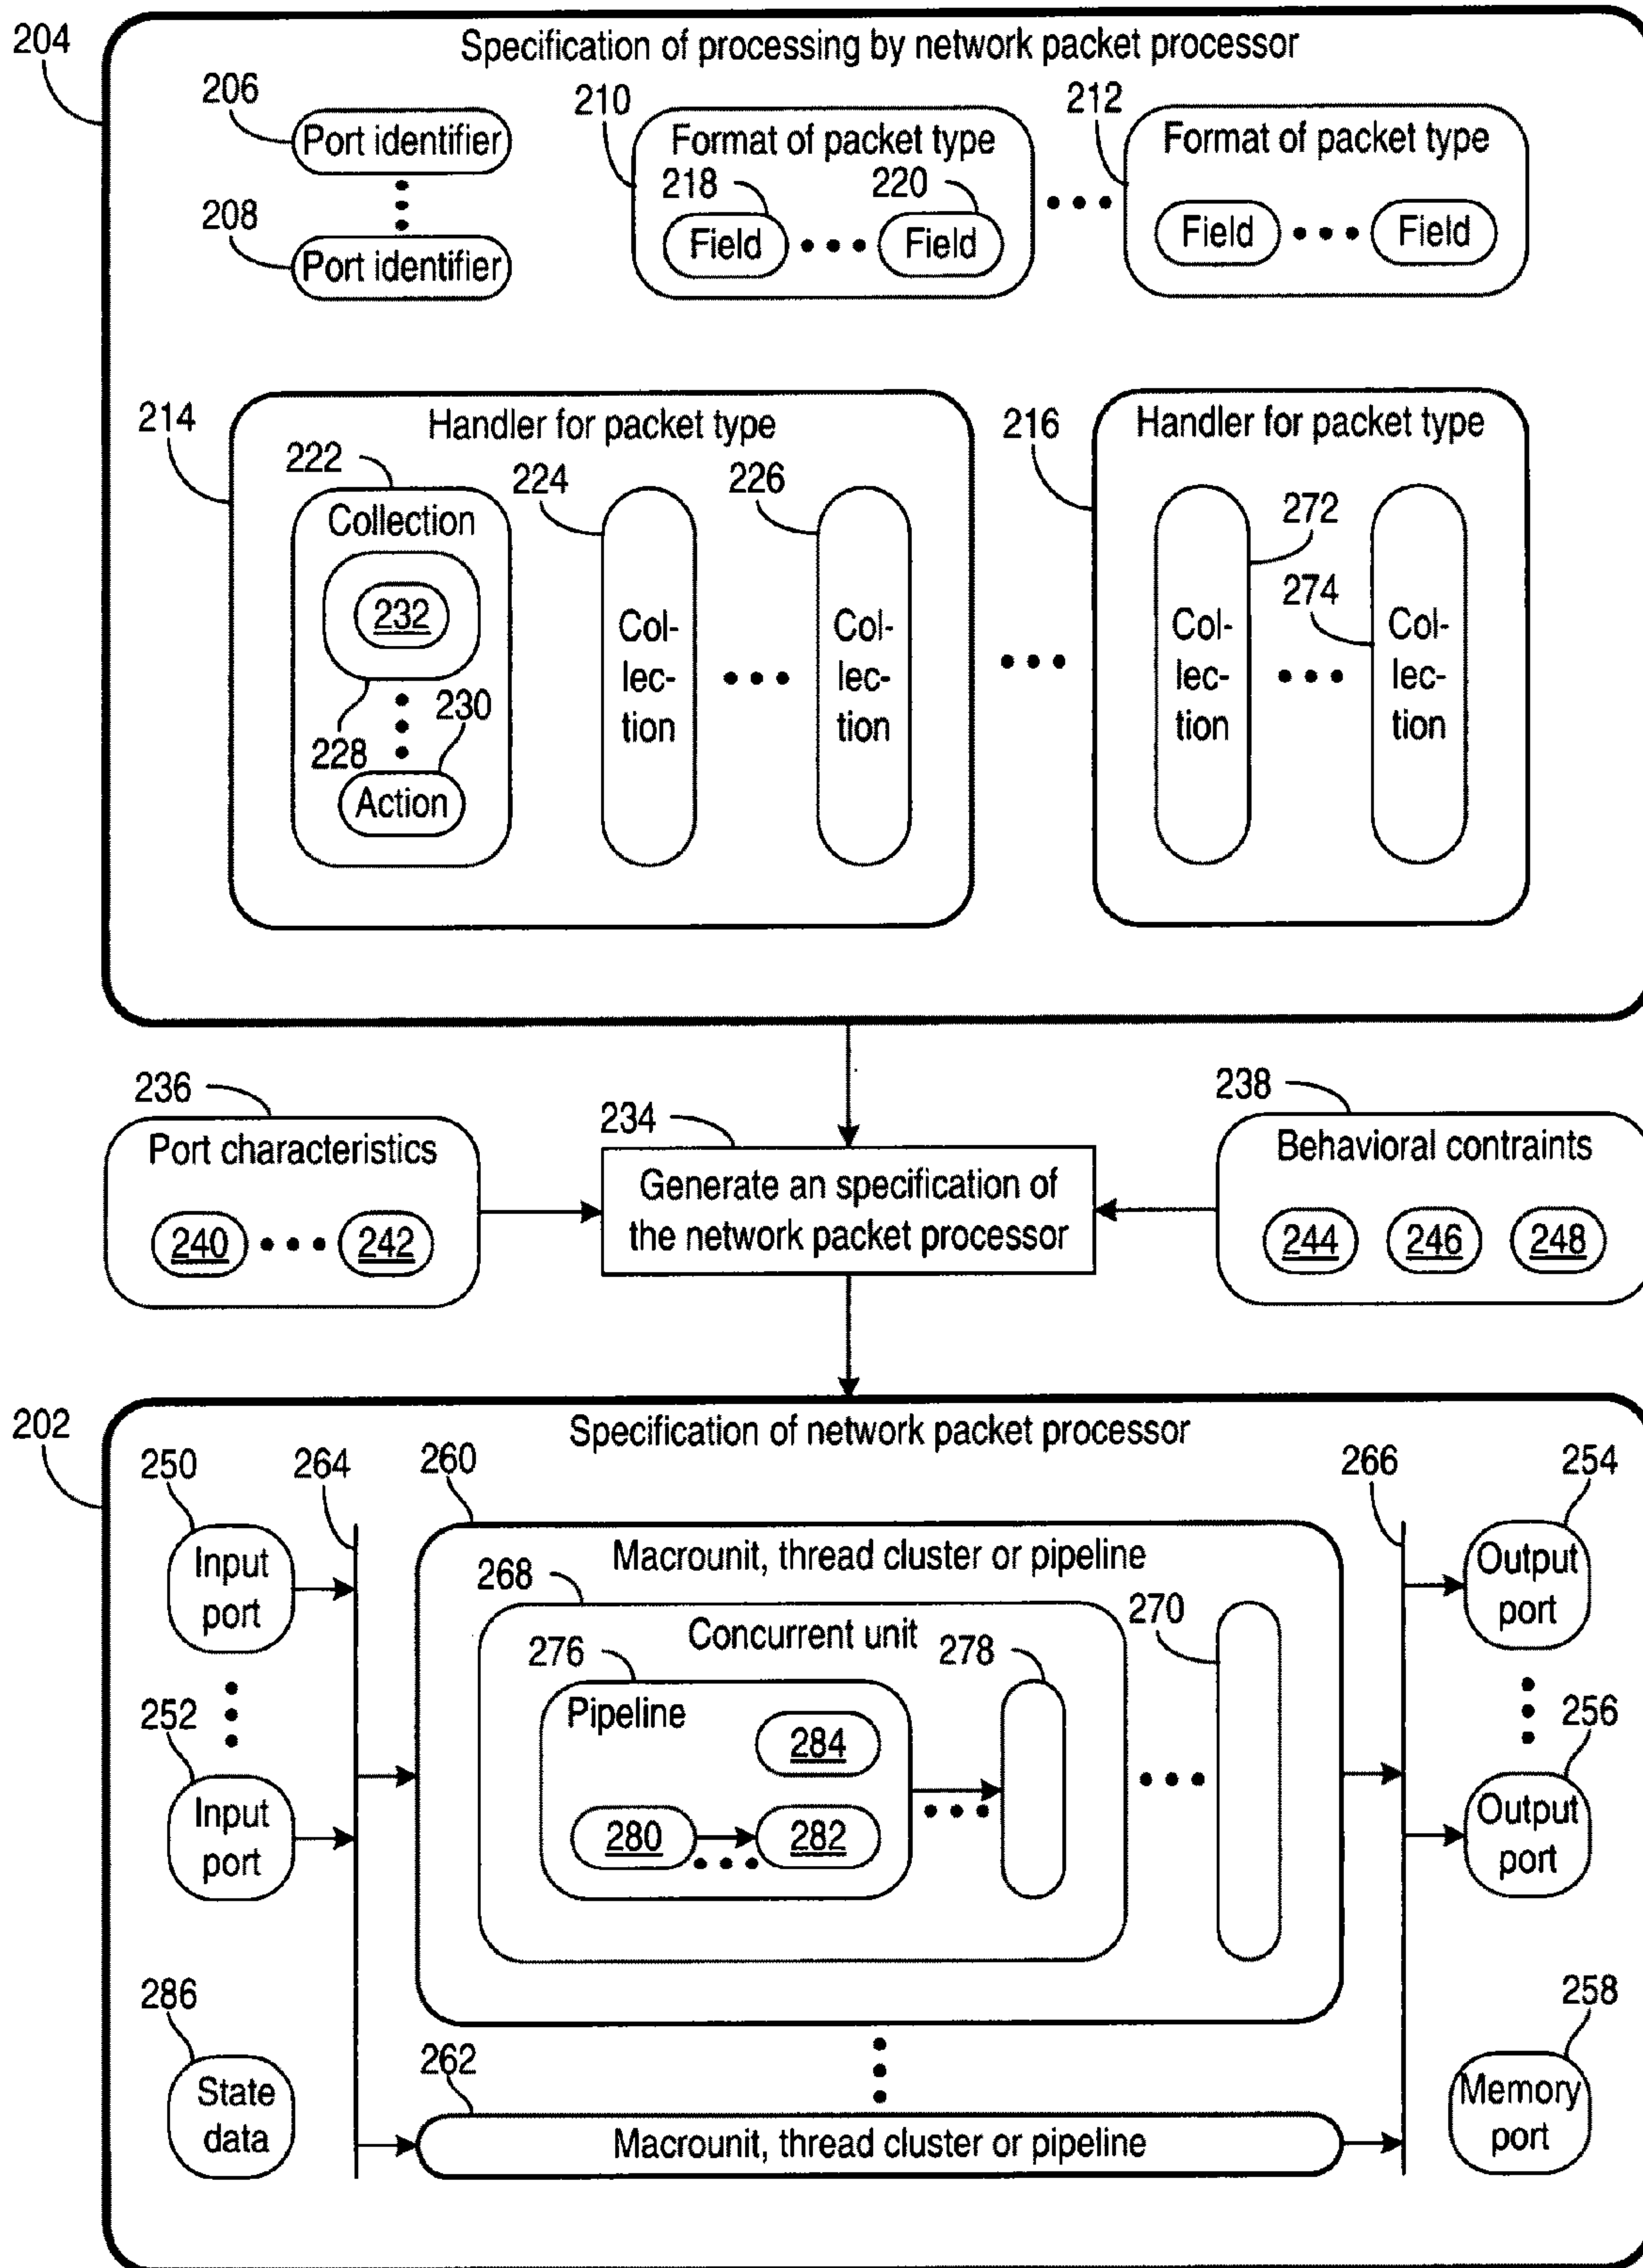 204
Specification of processing by network packet processor
206
210
212
Port identifier
Format of packet type
Format of packet type
218
220
208
Field
Field
Field
Field
Port identifier
214
Handler for packet type
216
Handler for packet type
222
224
226
Collection
272
232
274
Col-
lec-
tion
Col-
lec-
tion
Col-
lec-
tion
Col-
lec-
tion
230
228
Action
236
234
238
Port characteristics
Generate an specification of
the network packet processor
Behavioral contraints
240
242
244
246
248
202
Specification of network packet processor
250
264
260
266
254
Input
port
Macrounit, thread cluster or pipeline
Output
port
268
270
Concurrent unit
276
278
252
Pipeline
256
284
Input
port
280
282
Output
port
286
258
262
State
data
Macrounit, thread cluster or pipeline
Memory
port